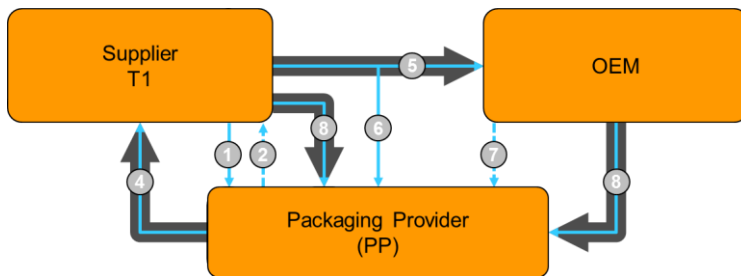 Supplier
T1
OEM
5
1
2
8
6
7
4
8
Packaging Provider
(PP)